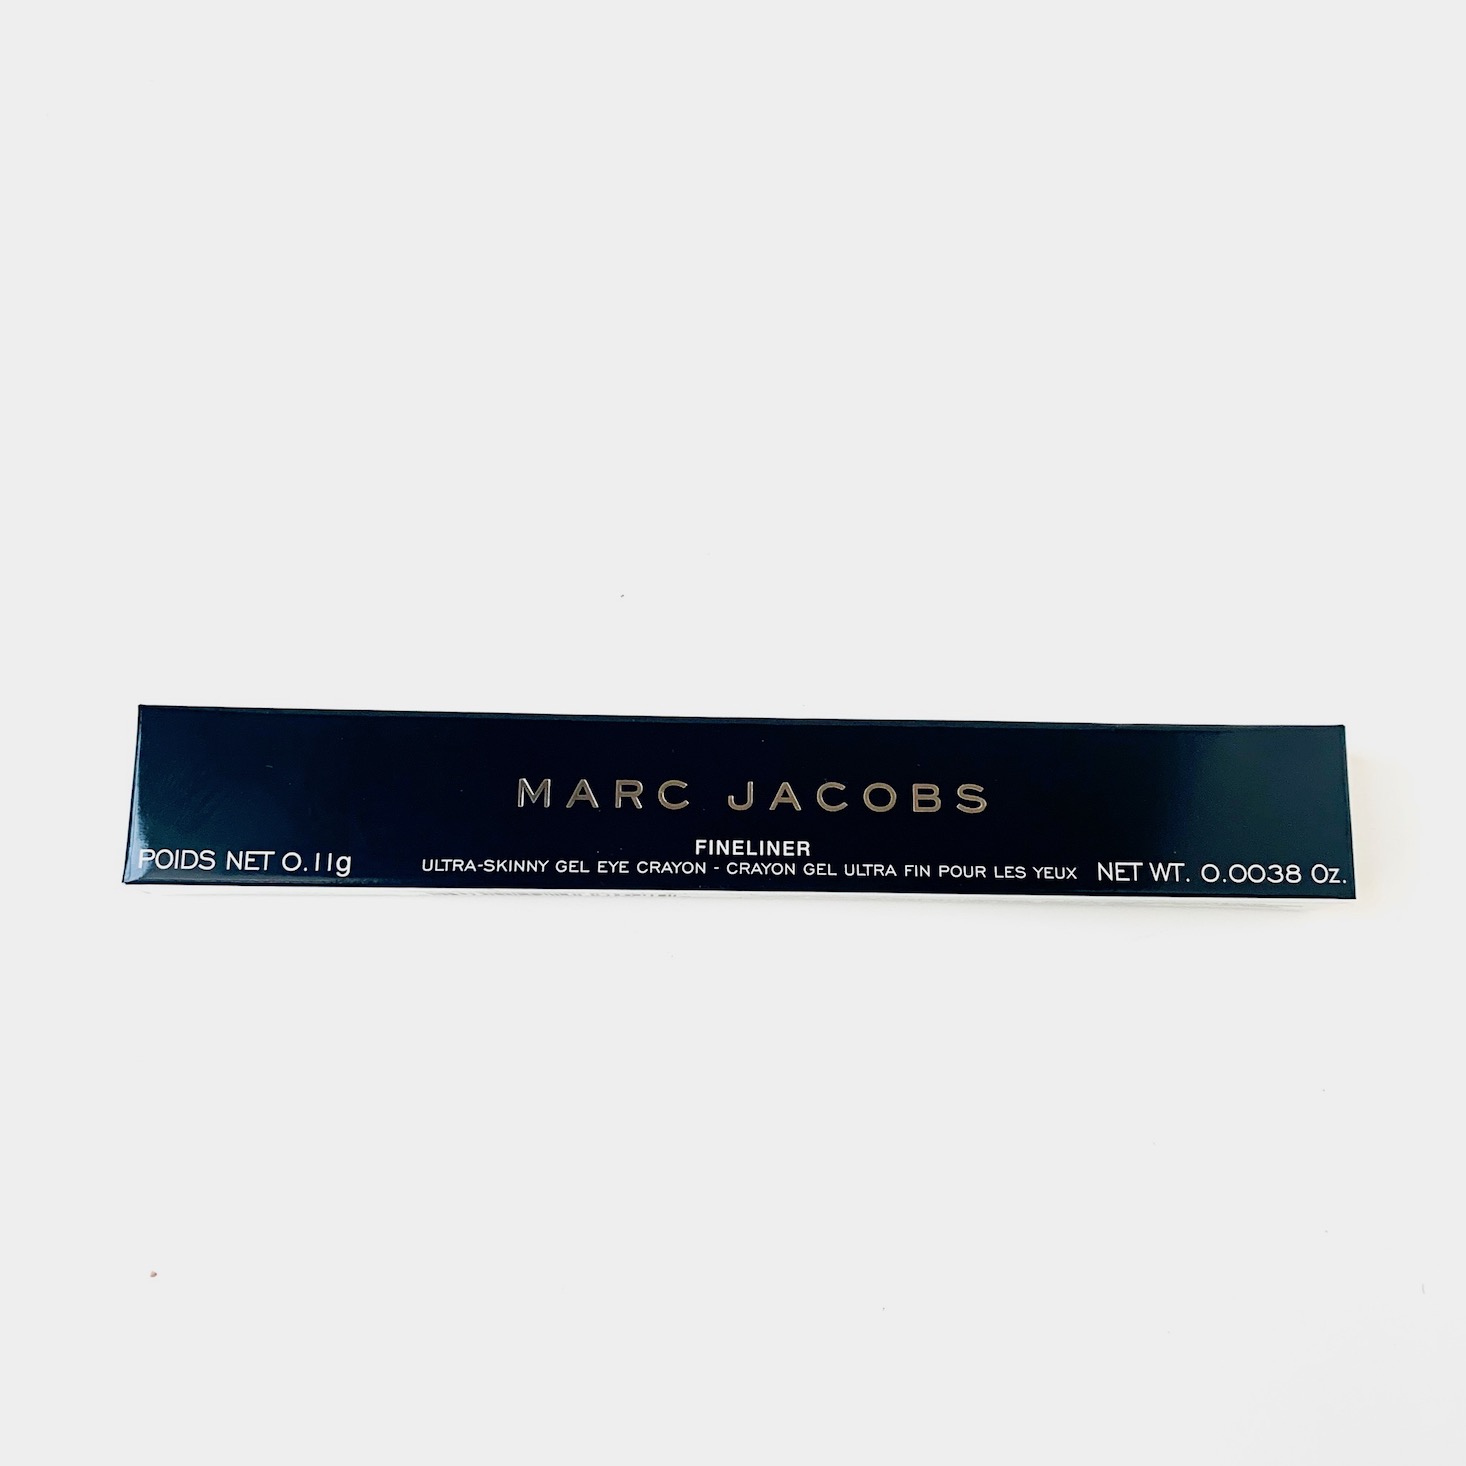 MARC JACOBS
FINELINER
POIDS NET 0.11g
ULTRA-SKINNY GEL EYE CRAYON - CRAYON GEL ULTRA FIN POUR LES YEUX
NET WT. 0.0038 Oz.